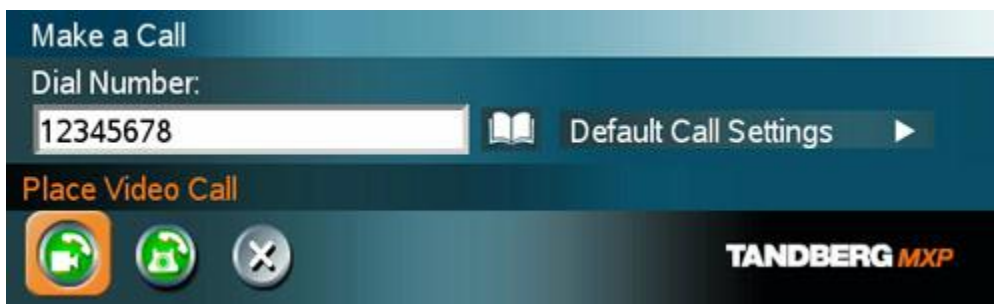 Make a Call
Dial Number:
12345678
Default Call Settings
Place Video Call
TANDBERG MXP